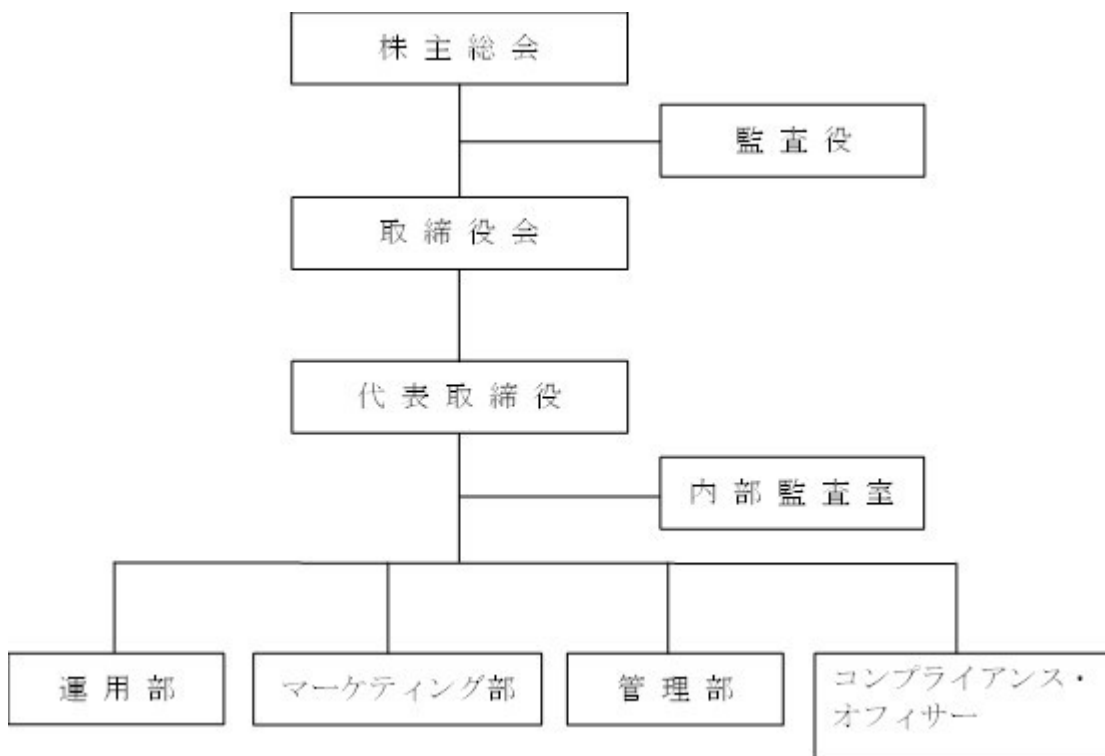 株主総会
監査役
取締役会
代表取締役
内部監査室
運用部
マーケティング部
管理部
コンプライアンス・
オフィサー